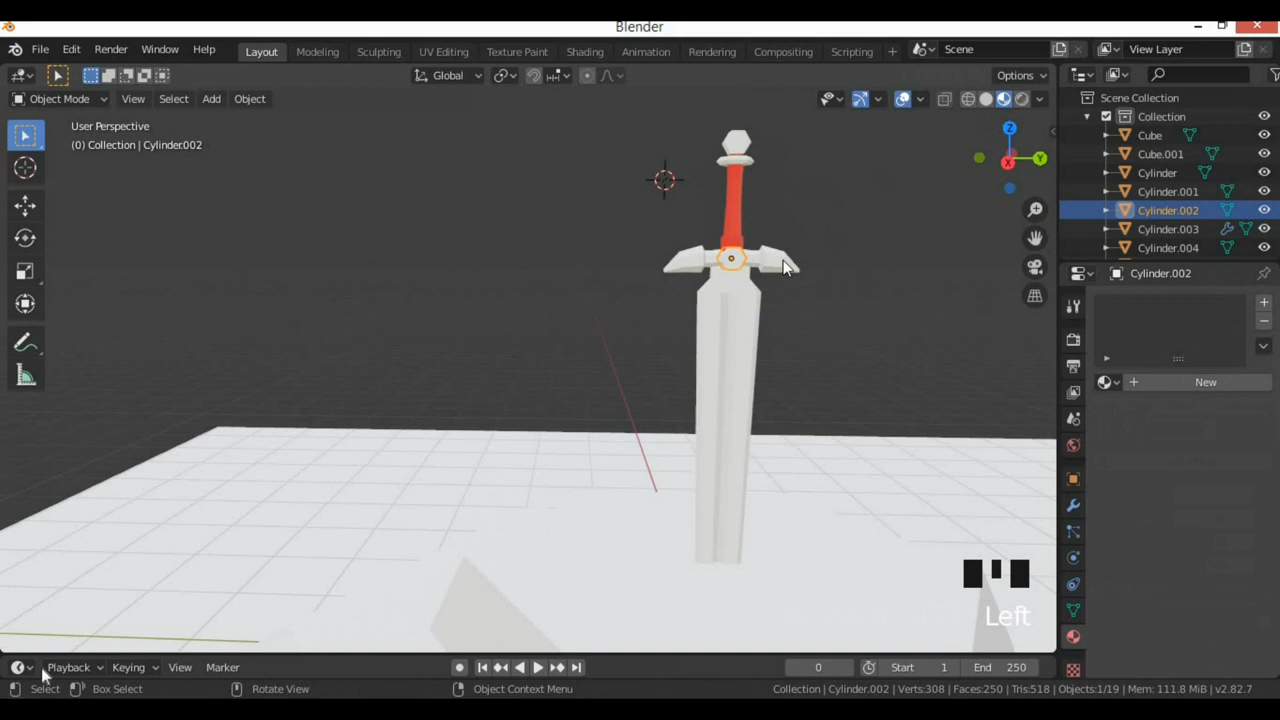 Blender
File Edit Render Window Help Layout Modeling Sculpting UV Editing Texture Paint Shading Animation Rendering Compositing Scripting + Scene View Layer
Global Options
Object Mode View Select Add Object
Scene Collection
Collection
User Perspective
(0) Collection | Cylinder.002
Z
X
Y
Cube
Cube.001
Cylinder
Cylinder.001
Cylinder.002
Cylinder.003
Cylinder.004
Cylinder.002
New
Left
Playback Keying View Marker 0 Start 1 End 250
Select Box Select Rotate View Object Context Menu Collection | Cylinder.002 | Verts:308 | Faces:250 | Tris:518 | Objects:1/19 | Mem: 111.8 MiB | v2.82.7